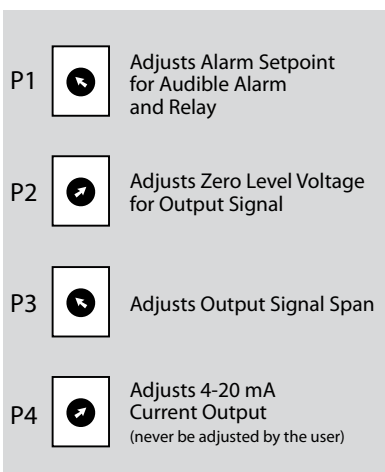 P1
Adjusts Alarm Setpoint
for Audible Alarm
and Relay
P2
Adjusts Zero Level Voltage
for Output Signal
P3
Adjusts Output Signal Span
P4
Adjusts 4-20 mA
Current Output
(never be adjusted by the user)